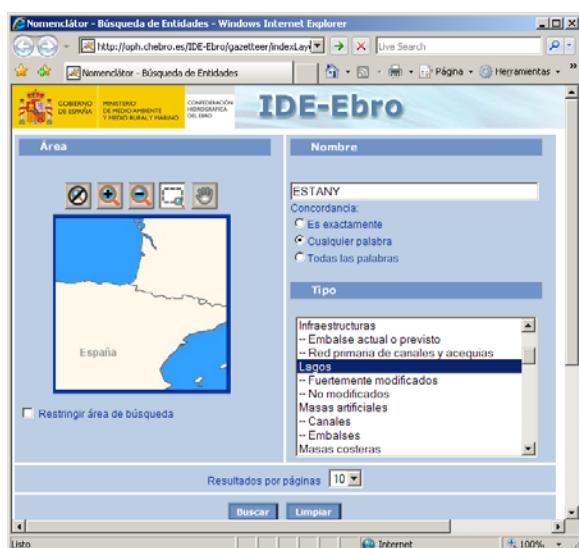 Nomenclátor - Búsqueda de Entidades - Windows Internet Explorer
http://oph.chebro.es/IDE-Ebro/gazetteer/indexLay
Live Search
Nomenclátor - Búsqueda de Entidades
Página
Herramientas
GOBIERNO
DE ESPAÑA
MINISTERIO
DE MEDIO AMBIENTE
Y MEDIO RURAL Y MARINO
CONFEDERACIÓN
HIDROGRÁFICA
DEL EBRO
IDE-Ebro
Área
España
Restringir área de búsqueda
Nombre
ESTANY
Concordancia:
Es exactamente
Cualquier palabra
Todas las palabras
Tipo
Infraestructuras
-- Embalse actual o previsto
-- Red primaria de canales y acequias
Lagos
-- Fuertemente modificados
-- No modificados
Masas artificiales
-- Canales
-- Embalses
Masas costeras
Resultados por páginas 10
Buscar Limpiar
Listo Internet 100%